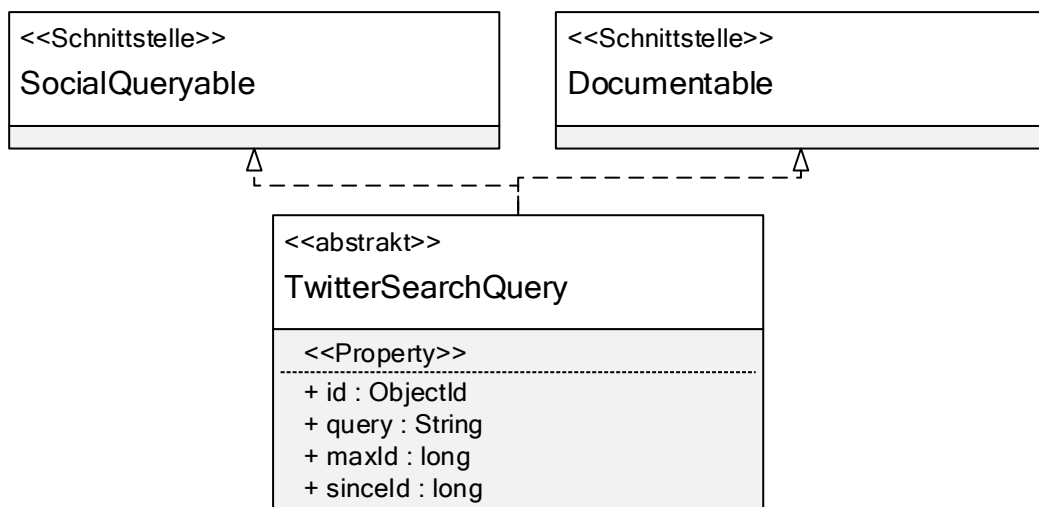 <<Schnittstelle>>
SocialQueryable
<<Schnittstelle>>
Documentable
<<abstrakt>>
TwitterSearchQuery
<<Property>>
+ id : ObjectId
+ query : String
+ maxId : long
+ sinceId : long